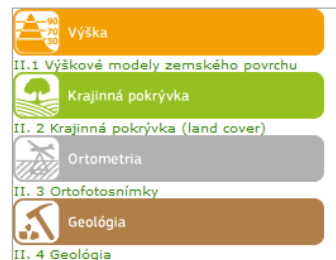 90
70
50
Výška
II.1 Výškové modely zemského povrchu
Krajinná pokrývka
II. 2 Krajinná pokrývka (land cover)
Ortometria
II. 3 Ortofotosnímky
Geológia
II. 4 Geológia